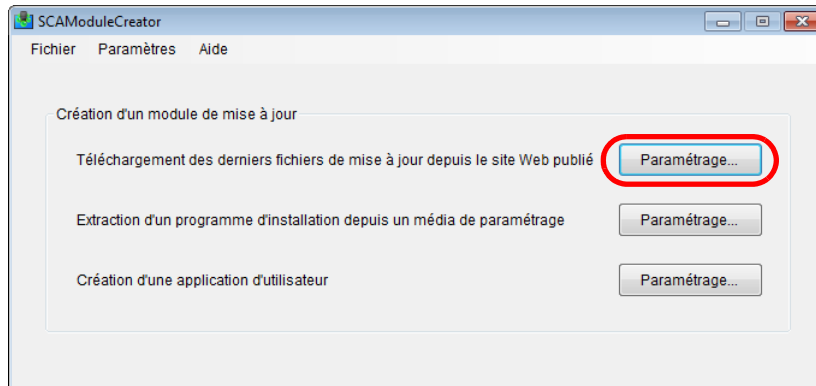 SCAModuleCreator
Fichier Paramètres Aide
Création d'un module de mise à jour
Téléchargement des derniers fichiers de mise à jour depuis le site Web publié Paramétrage...
Extraction d'un programme d'installation depuis un média de paramétrage Paramétrage...
Création d'une application d'utilisateur Paramétrage...